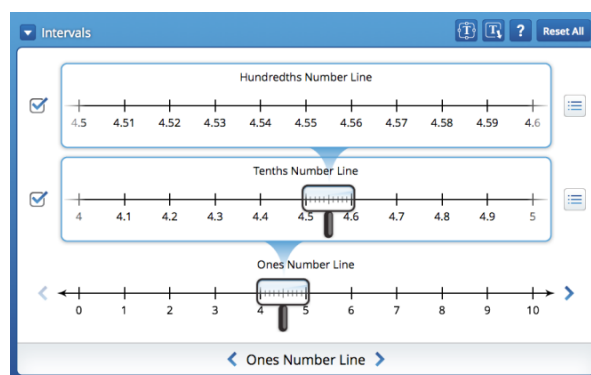 Intervals
T
T
?
Reset All
Hundredths Number Line
4.5 4.51 4.52 4.53 4.54 4.55 4.56 4.57 4.58 4.59 4.6
Tenths Number Line
4 4.1 4.2 4.3 4.4 4.5 4.6 4.7 4.8 4.9 5
Ones Number Line
0 1 2 3 4 5 6 7 8 9 10
Ones Number Line